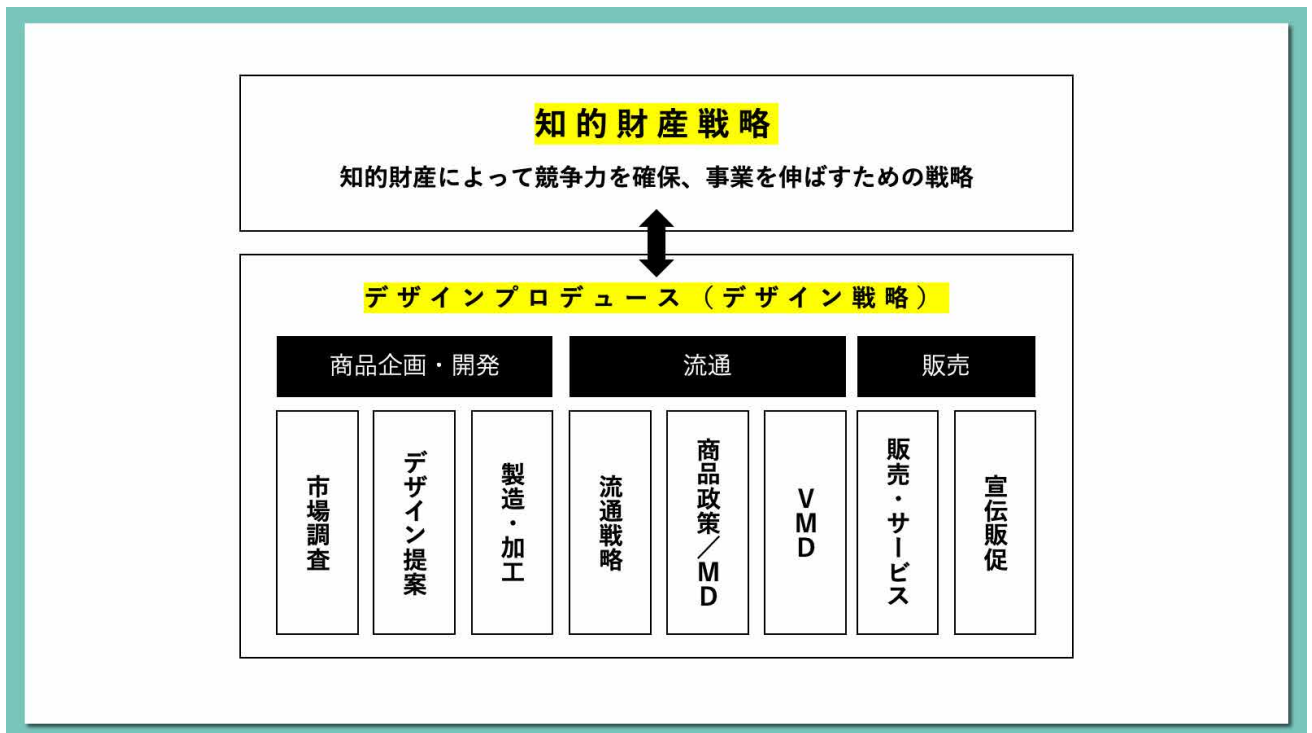 知的財産戦略
知的財産によって競争力を確保、事業を伸ばすための戦略
デザインプロデュース（デザイン戦略）
商品企画・開発
流通
販売
市場調査
デザイン提案
製造・加工
流通戦略
商品政策／MD
VMD
販売・サービス
宣伝販促